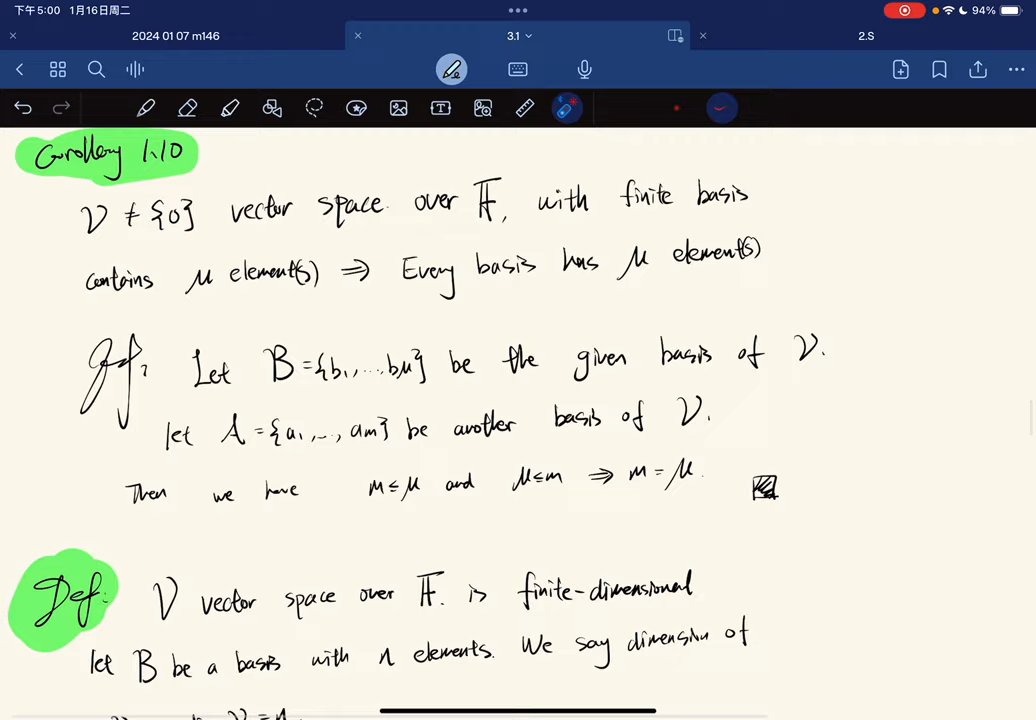 下午5:00 1月16日周二
94%
2024 01 07 m146
3.1
2.S
Corollary 1.10
V ≠ {0} vector space over F, with finite basis
contains μ element(s) ⇒ Every basis has μ element(s)
Let B = {b₁, ... bμ} be the given basis of V.
let A = {a₁, ..., am} be another basis of V.
Then we have m ≤ μ and μ ≤ m ⇒ m = μ.
Def: V vector space over F. is finite-dimensional
let B be a basis with n elements. We say dimension of